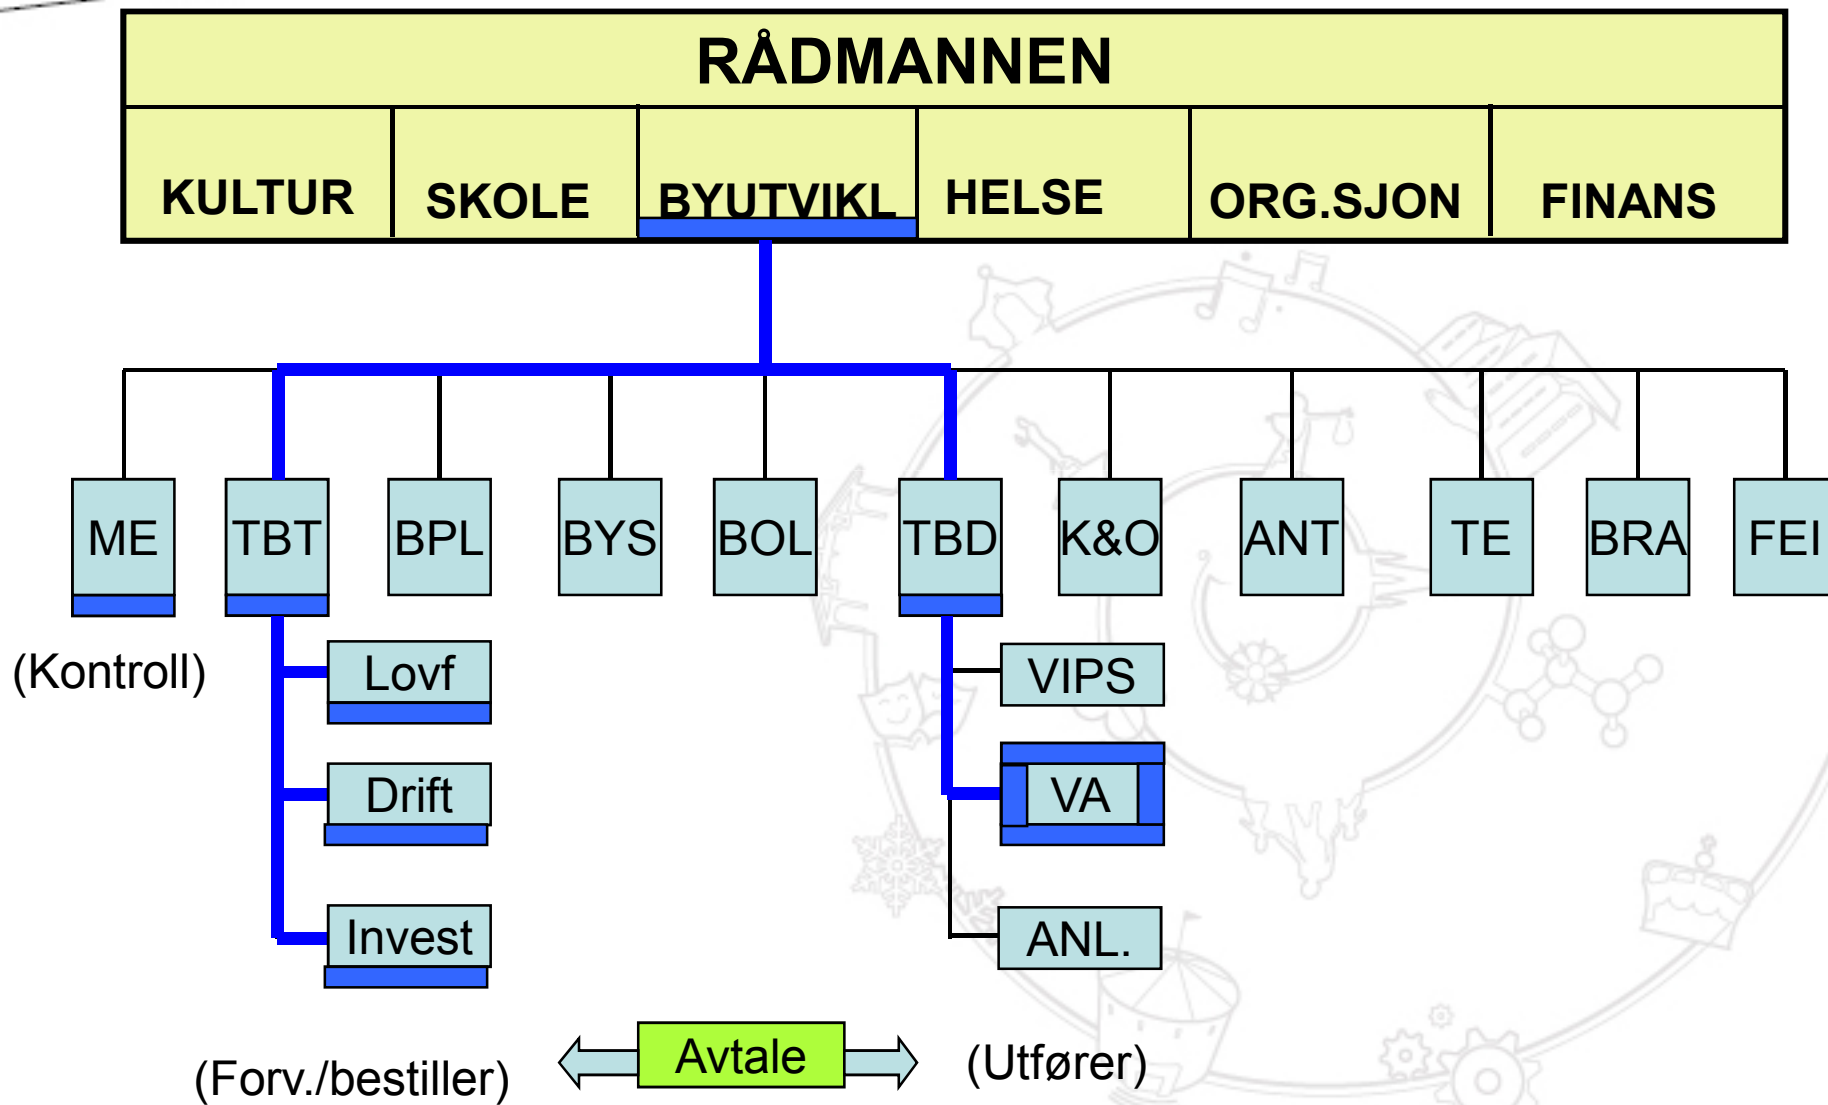 RÅDMANNEN
KULTUR SKOLE BYUTVIKL HELSE ORG.SJON FINANS
ME TBT BPL BYS BOL TBD K&O ANT TE BRA FEI
(Kontroll) Lovf VIPS
Drift VA
Invest ANL.
(Forv./bestiller) Avtale (Utfører)